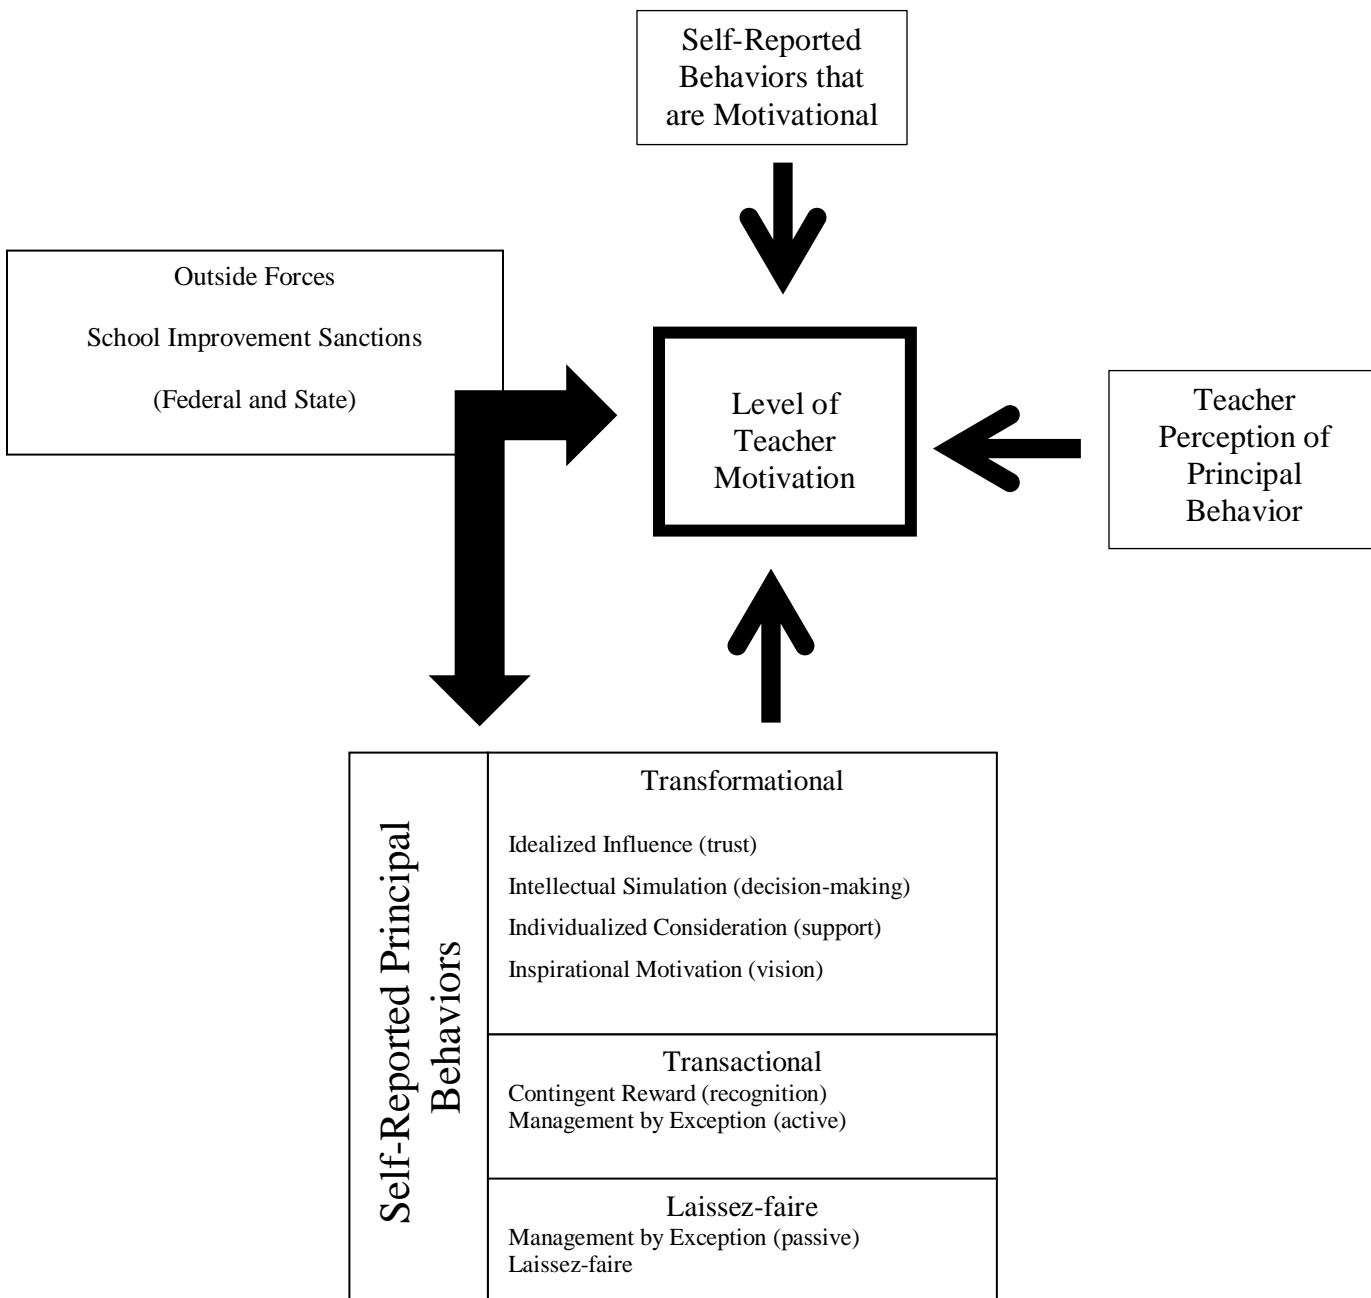 Self-Reported
Behaviors that
are Motivational
Outside Forces
School Improvement Sanctions
(Federal and State)
Level of
Teacher
Motivation
Teacher
Perception of
Principal
Behavior
Self-Reported Principal
Behaviors
Transformational
Idealized Influence (trust)
Intellectual Simulation (decision-making)
Individualized Consideration (support)
Inspirational Motivation (vision)
Transactional
Contingent Reward (recognition)
Management by Exception (active)
Laissez-faire
Management by Exception (passive)
Laissez-faire